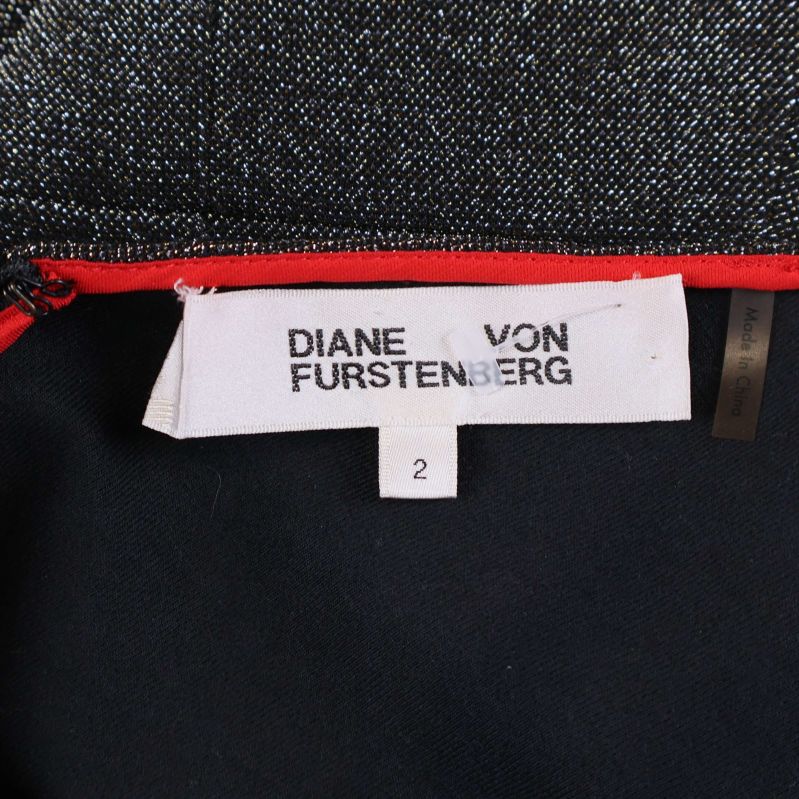 DIANE VON
FURSTENBERG
2
Made in China